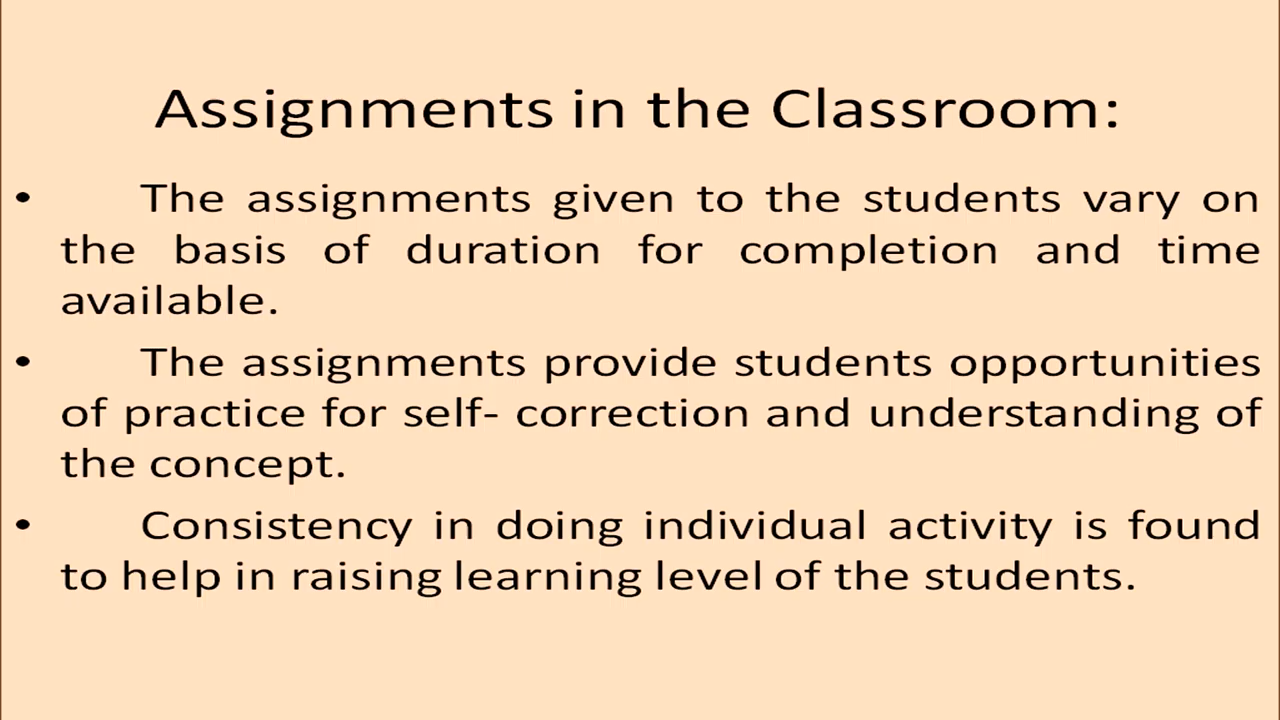 Assignments in the Classroom:
• The assignments given to the students vary on
the basis of duration for completion and time
available.
• The assignments provide students opportunities
of practice for self- correction and understanding of
the concept.
• Consistency in doing individual activity is found
to help in raising learning level of the students.